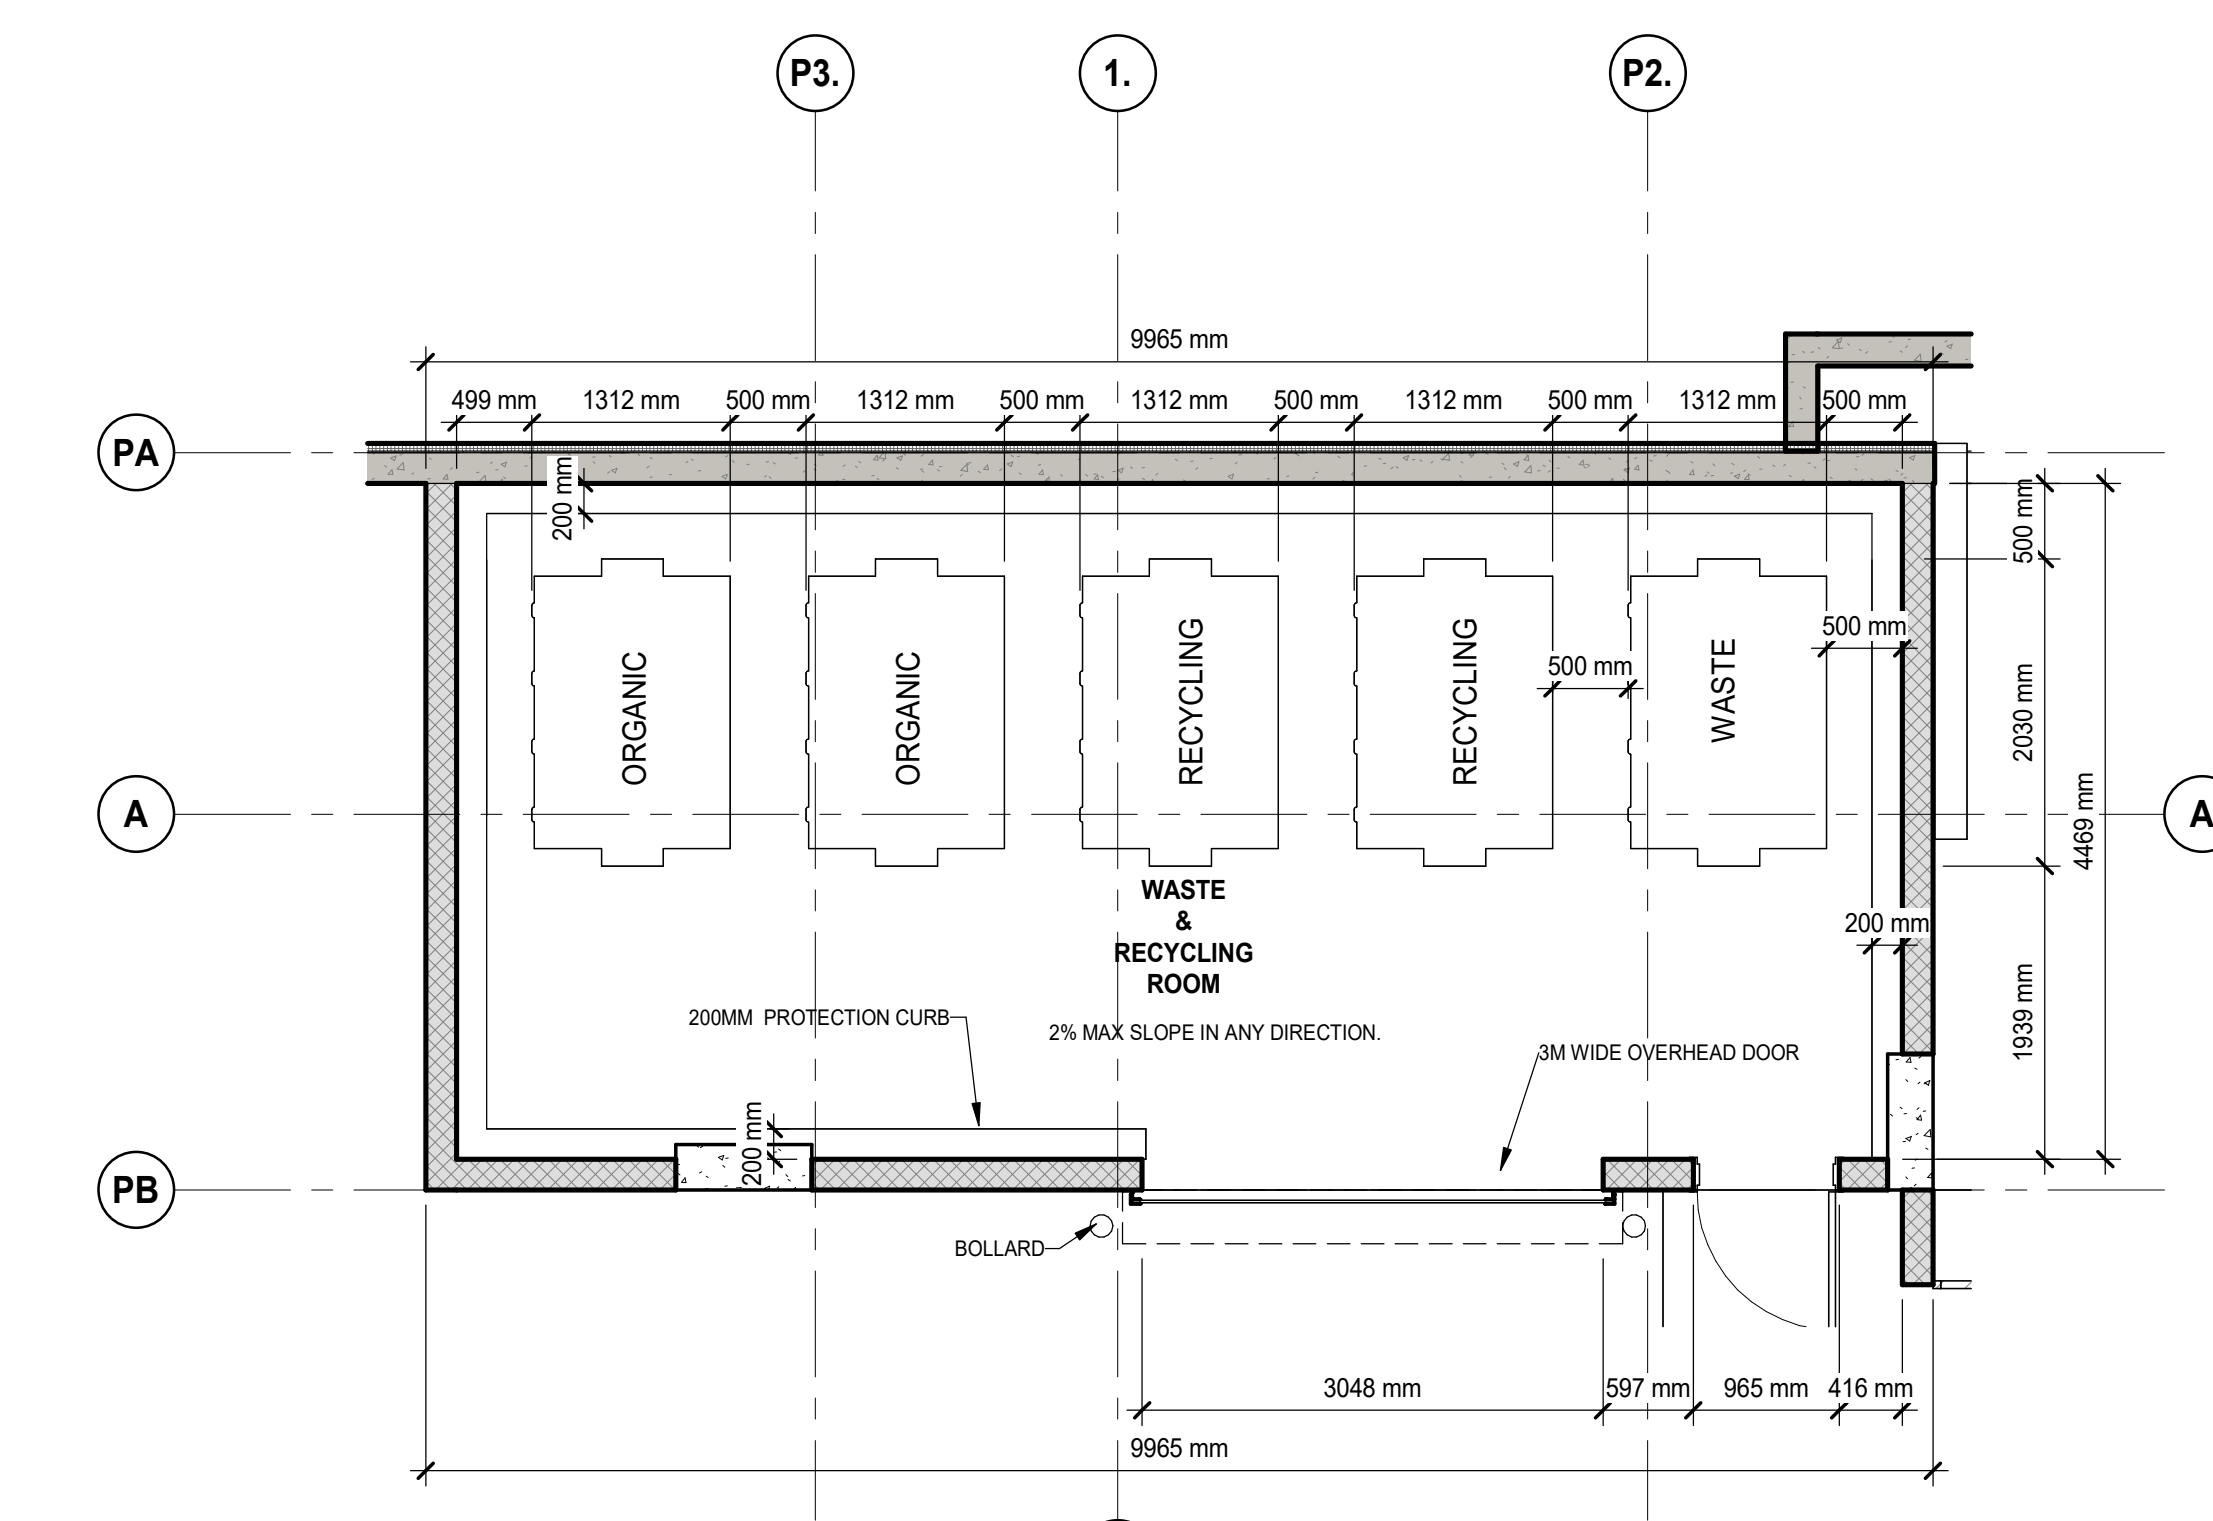 P3.
1.
P2.
9965 mm
499 mm 1312 mm 500 mm 1312 mm 500 mm 1312 mm 500 mm 1312 mm 500 mm 1312 mm 500 mm
PA
200 mm
500 mm
500 mm
500 mm
ORGANIC
ORGANIC
RECYCLING
RECYCLING
WASTE
2030 mm
A
A
4469 mm
WASTE
&
RECYCLING
ROOM
200 mm
1939 mm
200MM PROTECTION CURB
2% MAX SLOPE IN ANY DIRECTION.
3M WIDE OVERHEAD DOOR
200 mm
PB
BOLLARD
3048 mm 597 mm 965 mm 416 mm
9965 mm